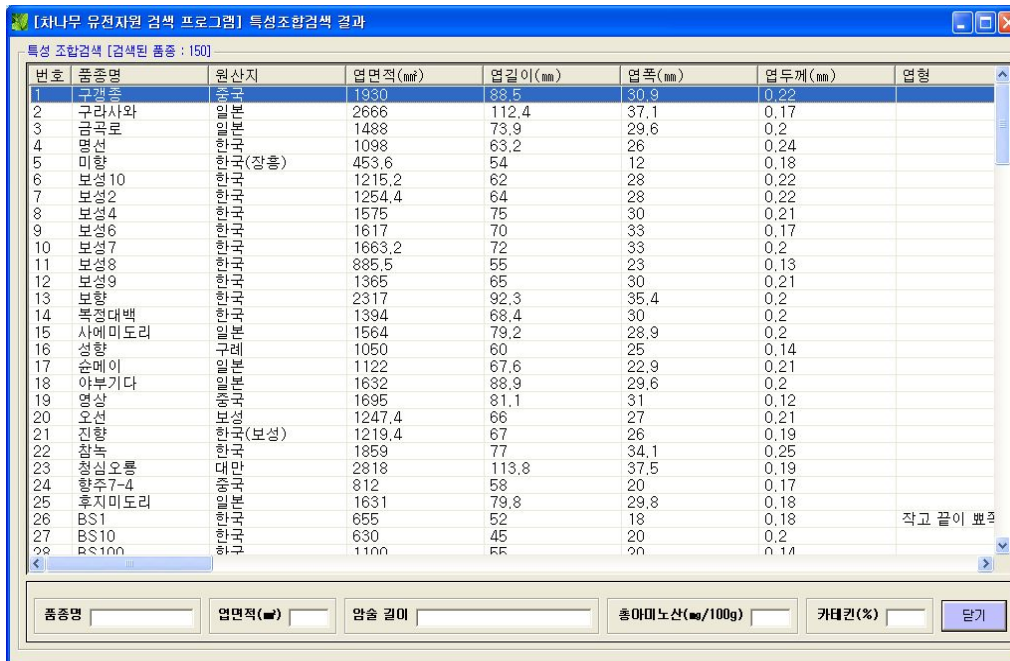 [차나무 유전자원 검색 프로그램] 특성조합검색 결과
특성 조합검색 [검색된 품종 : 150]
번호 품종명 원산지 엽면적(㎟) 엽길이(㎜) 엽폭(㎜) 엽두께(㎜) 엽형
1 구갱종 중국 1930 88.5 30.9 0.22
2 구라사와 일본 2666 112.4 37.1 0.17
3 금곡로 일본 1488 73.9 29.6 0.2
4 명선 한국 1098 63.2 26 0.24
5 미향 한국(장흥) 453.6 54 12 0.18
6 보성10 한국 1215.2 62 28 0.22
7 보성2 한국 1254.4 64 28 0.22
8 보성4 한국 1575 75 30 0.21
9 보성6 한국 1617 70 33 0.17
10 보성7 한국 1663.2 72 33 0.2
11 보성8 한국 885.5 55 23 0.13
12 보성9 한국 1365 65 30 0.21
13 보향 한국 2317 92.3 35.4 0.2
14 복정대백 한국 1394 68.4 30 0.2
15 사에미도리 일본 1564 79.2 28.9 0.2
16 성향 구례 1050 60 25 0.14
17 슌메이 일본 1122 67.6 22.9 0.21
18 야부기다 일본 1632 88.9 29.6 0.2
19 영상 중국 1695 81.1 31 0.12
20 오선 보성 1247.4 66 27 0.21
21 진향 한국(보성) 1219.4 67 26 0.19
22 참녹 한국 1859 77 34.1 0.25
23 청심오룡 대만 2818 113.8 37.5 0.19
24 향주7-4 중국 812 58 20 0.17
25 후지미도리 일본 1631 79.8 29.8 0.18
26 BS1 한국 655 52 18 0.18 작고 끝이 뾰족
27 BS10 한국 630 45 20 0.2
28 BS100 한국 1100 55 20 0.14
품종명 엽면적(㎟) 암술 길이 총아미노산(㎎/100g) 카테킨(%) 닫기